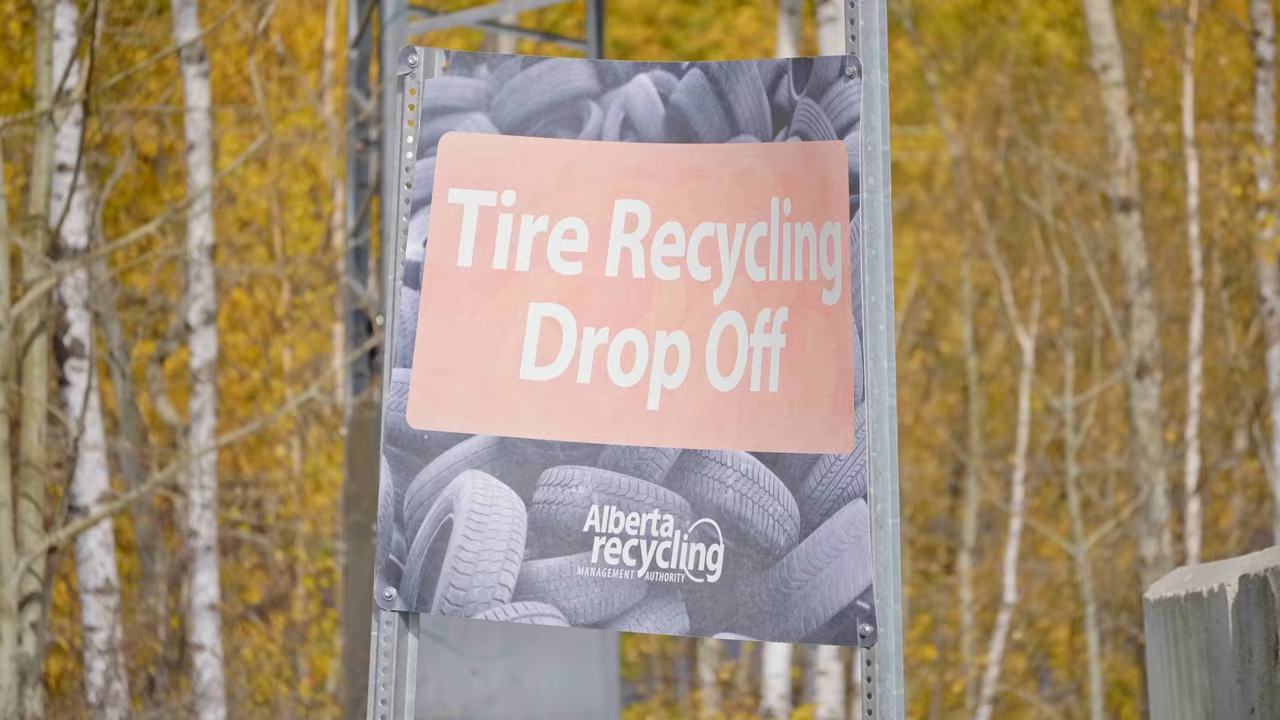 Tire Recycling
Drop Off
Alberta
recycling
MANAGEMENT AUTHORITY